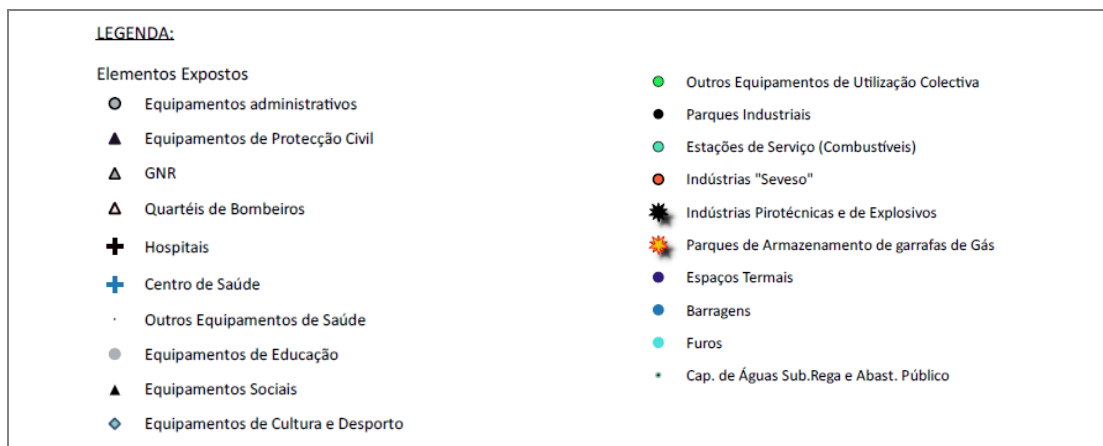 LEGENDA:
Elementos Expostos
Equipamentos administrativos
Equipamentos de Protecção Civil
GNR
Quartéis de Bombeiros
Hospitais
Centro de Saúde
Outros Equipamentos de Saúde
Equipamentos de Educação
Equipamentos Sociais
Equipamentos de Cultura e Desporto
Outros Equipamentos de Utilização Colectiva
Parques Industriais
Estações de Serviço (Combustíveis)
Indústrias "Seveso"
Indústrias Pirotécnicas e de Explosivos
Parques de Armazenamento de garrafas de Gás
Espaços Termais
Barragens
Furos
Cap. de Águas Sub.Rega e Abast. Público